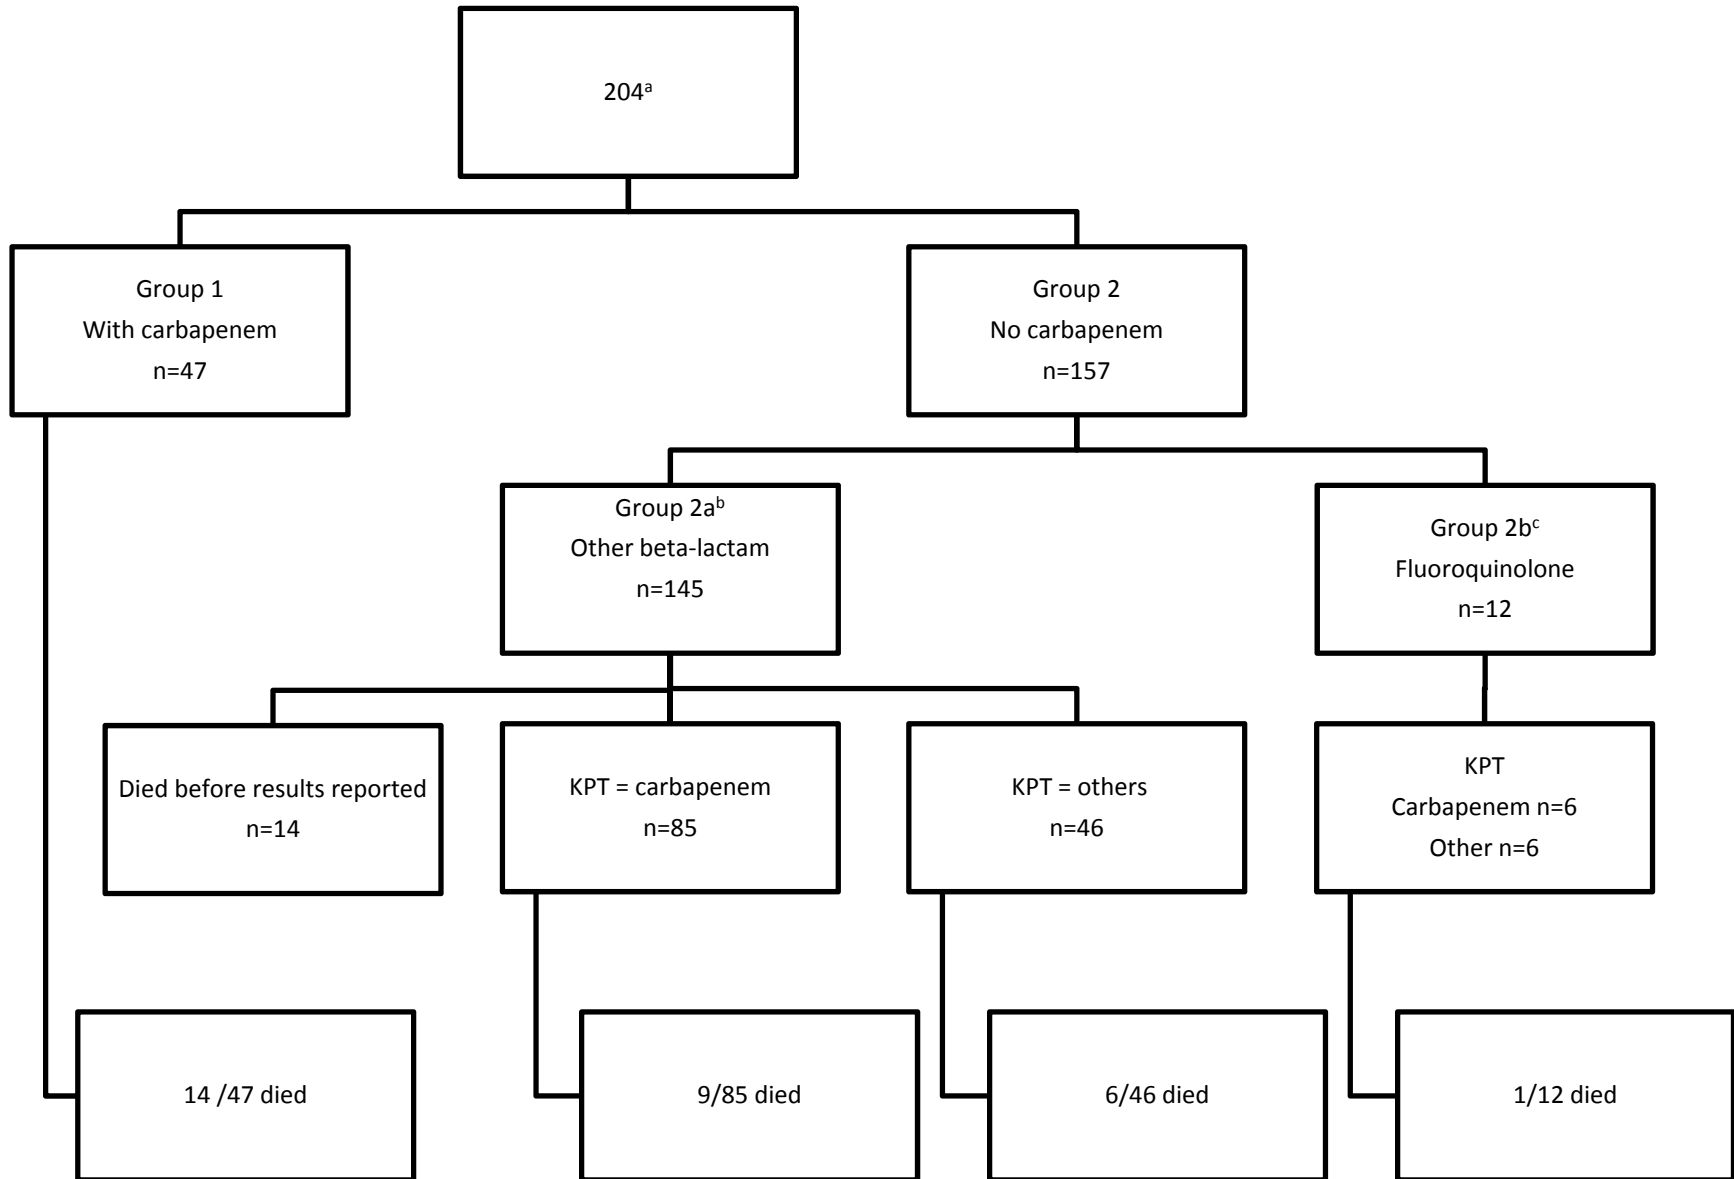 204ᵃ
Group 1
With carbapenem
n=47
Group 2
No carbapenem
n=157
Group 2aᵇ
Other beta-lactam
n=145
Group 2bᶜ
Fluoroquinolone
n=12
Died before results reported
n=14
KPT = carbapenem
n=85
KPT = others
n=46
KPT
Carbapenem n=6
Other n=6
14 /47 died
9/85 died
6/46 died
1/12 died